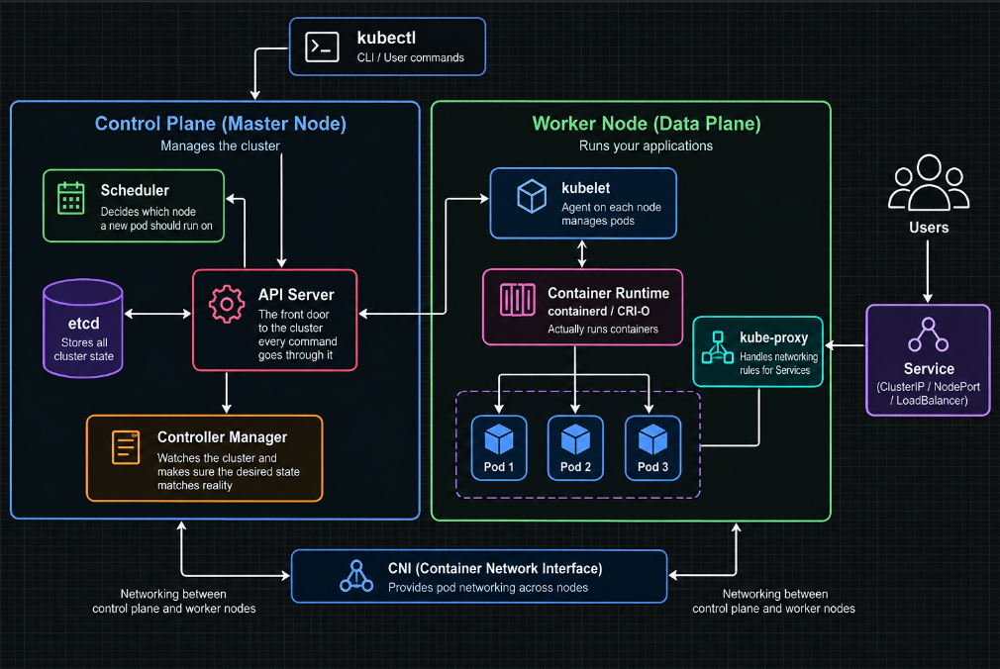 kubectl
CLI / User commands
Control Plane (Master Node)
Manages the cluster
Scheduler
Decides which node
a new pod should run on
etcd
Stores all
cluster state
API Server
The front door
to the cluster
every command
goes through it
Controller Manager
Watches the cluster and
makes sure the desired state
matches reality
Worker Node (Data Plane)
Runs your applications
kubelet
Agent on each node
manages pods
Container Runtime
containerd / CRI-O
Actually runs containers
kube-proxy
Handles networking
rules for Services
Pod 1
Pod 2
Pod 3
Users
Service
(ClusterIP / NodePort
/ LoadBalancer)
CNI (Container Network Interface)
Provides pod networking across nodes
Networking between
control plane and worker nodes
Networking between
control plane and worker nodes